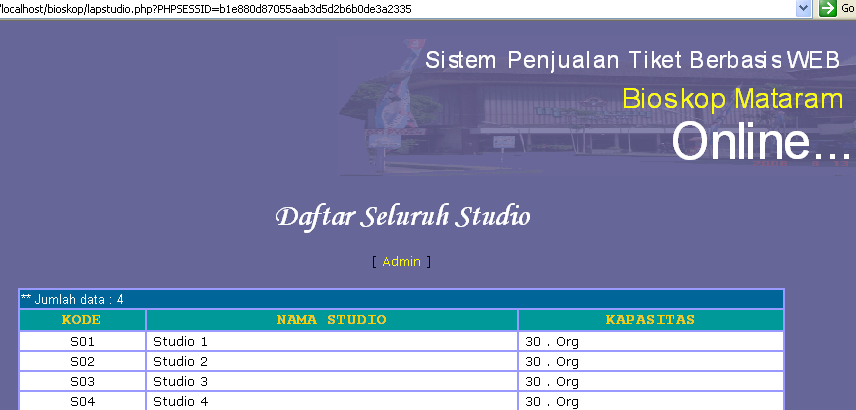 /localhost/bioskop/lapstudio.php?PHPSESSID=b1e880d87055aab3d5d2b6b0de3a2335
Go
Sistem Penjualan Tiket Berbasis WEB
Bioskop Mataram
Online...
Daftar Seluruh Studio
[ Admin ]
** Jumlah data : 4
KODE NAMA STUDIO KAPASITAS
S01 Studio 1 30 . Org
S02 Studio 2 30 . Org
S03 Studio 3 30 . Org
S04 Studio 4 30 . Org